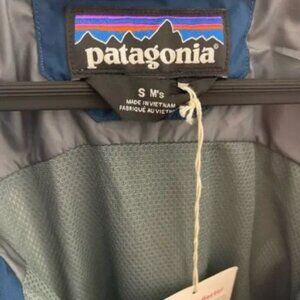 patagonia®
S M's
MADE IN VIETNAM
FABRIQUÉ AU VIETNAM